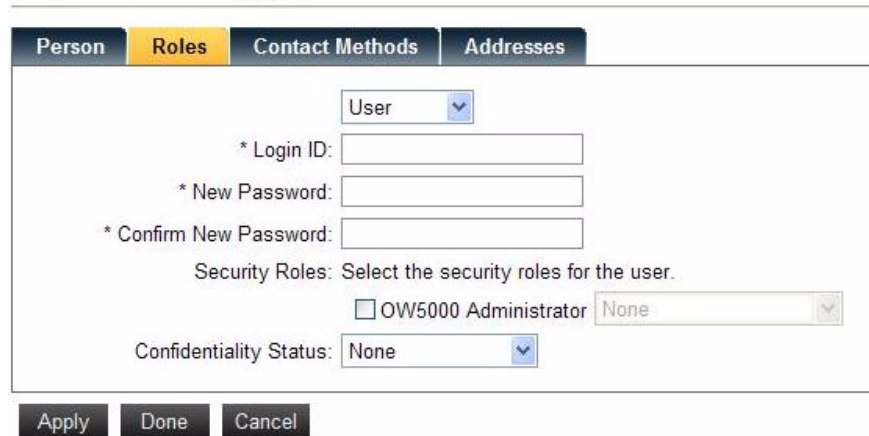 Person Roles Contact Methods Addresses
User
* Login ID:
* New Password:
* Confirm New Password:
Security Roles: Select the security roles for the user.
OW5000 Administrator None
Confidentiality Status: None
Apply Done Cancel